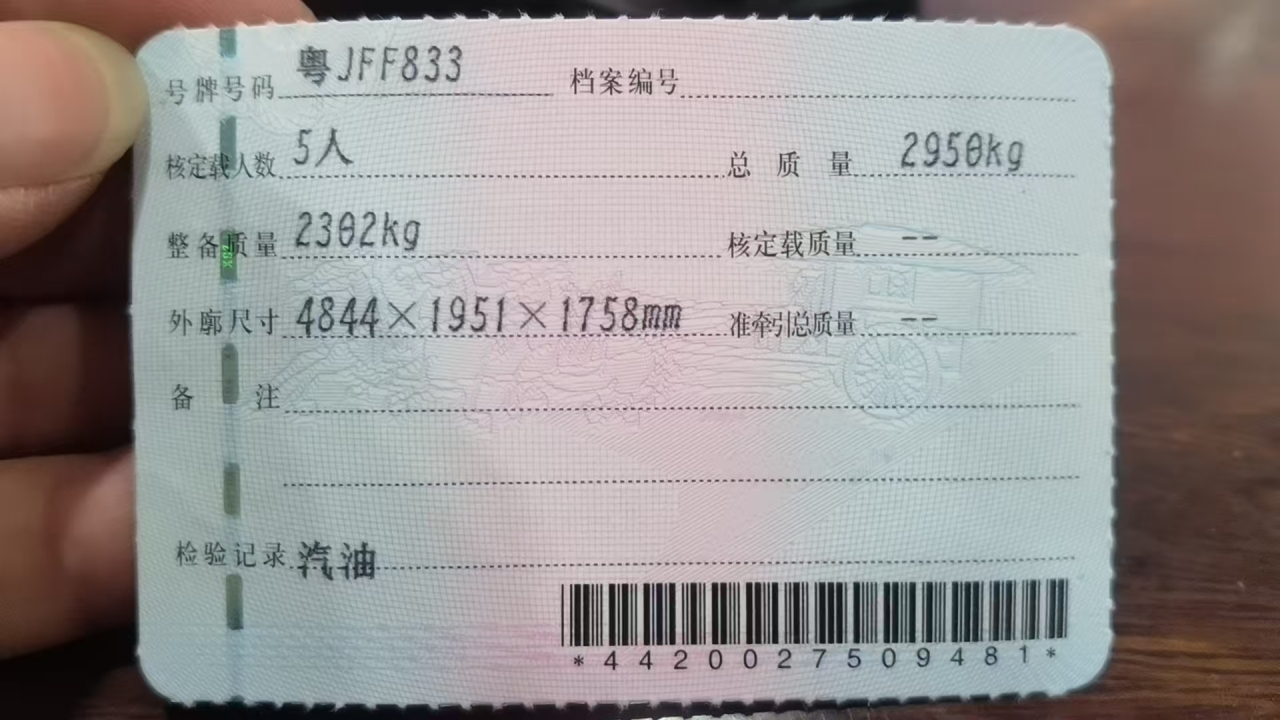 号牌号码 粤JFF833 档案编号
核定载人数 5人 总质量 2950kg
整备质量 2302kg 核定载质量 --
外廓尺寸 4844×1951×1758mm 准牵引总质量 --
备注
检验记录 汽油
*4420027509481*